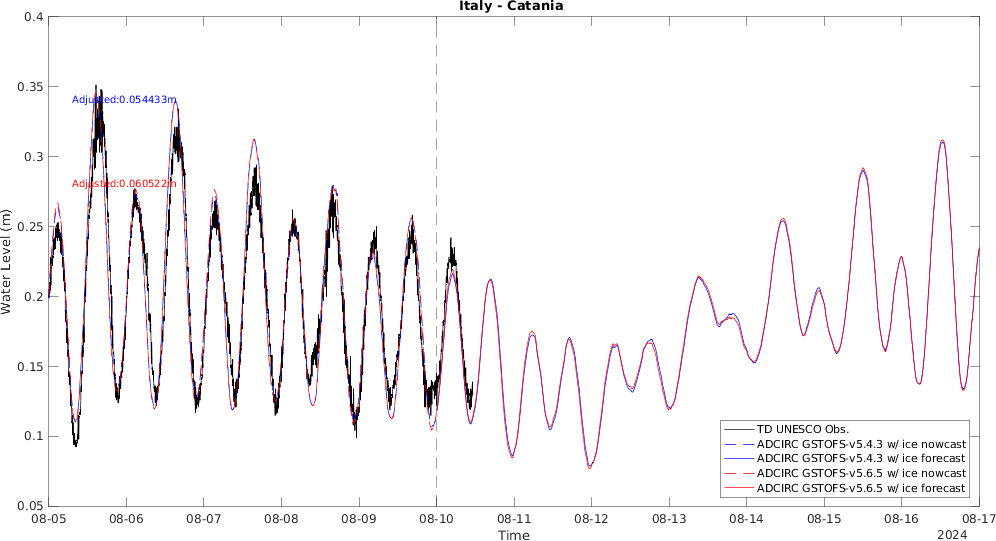 Italy - Catania
0.4
0.35
0.3
0.25
0.2
0.15
0.1
0.05
Water Level (m)
Adjusted:0.054433m
Adjusted:0.060522m
TD UNESCO Obs.
ADCIRC GSTOFS-v5.4.3 w/ ice nowcast
ADCIRC GSTOFS-v5.4.3 w/ ice forecast
ADCIRC GSTOFS-v5.6.5 w/ ice nowcast
ADCIRC GSTOFS-v5.6.5 w/ ice forecast
08-05 08-06 08-07 08-08 08-09 08-10 08-11 08-12 08-13 08-14 08-15 08-16 08-17
Time
2024